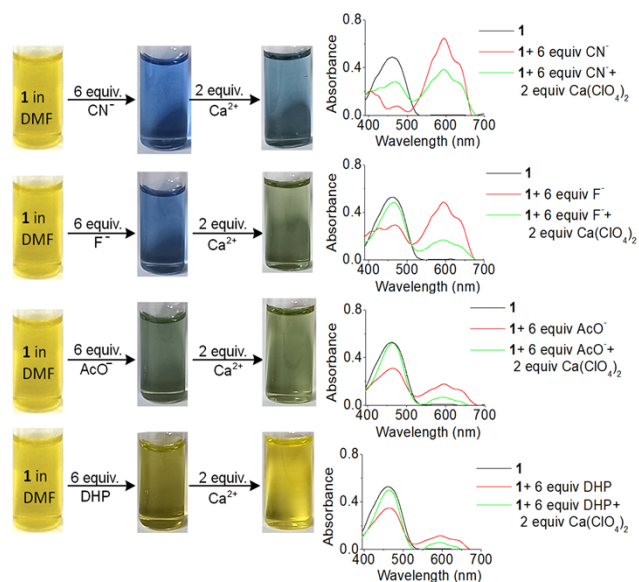 1 in
DMF
6 equiv.
CN⁻
2 equiv.
Ca²⁺
Absorbance
0.8
0.4
0.0
400 500 600 700
Wavelength (nm)
1
1+ 6 equiv CN⁻
1+ 6 equiv CN⁻+
2 equiv Ca(ClO₄)₂
1 in
DMF
6 equiv.
F⁻
2 equiv.
Ca²⁺
Absorbance
0.8
0.4
0.0
400 500 600 700
Wavelength (nm)
1
1+ 6 equiv F⁻
1+ 6 equiv F⁻+
2 equiv Ca(ClO₄)₂
1 in
DMF
6 equiv.
AcO⁻
2 equiv.
Ca²⁺
Absorbance
0.8
0.4
0.0
400 500 600 700
Wavelength (nm)
1
1+ 6 equiv AcO⁻
1+ 6 equiv AcO⁻+
2 equiv Ca(ClO₄)₂
1 in
DMF
6 equiv.
DHP
2 equiv.
Ca²⁺
Absorbance
0.8
0.4
0.0
400 500 600 700
Wavelength (nm)
1
1+ 6 equiv DHP
1+ 6 equiv DHP+
2 equiv Ca(ClO₄)₂